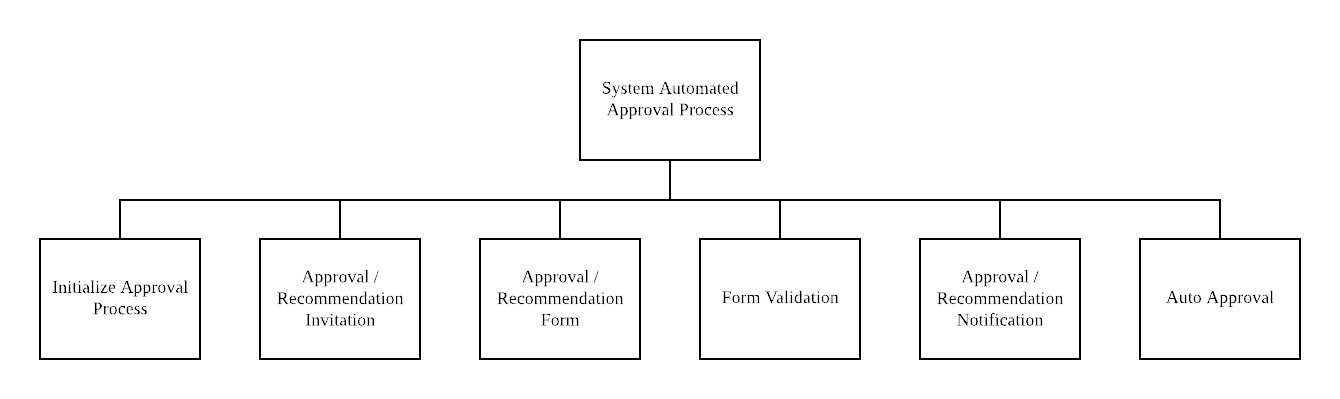 System Automated
Approval Process
Initialize Approval
Process
Approval /
Recommendation
Invitation
Approval /
Recommendation
Form
Form Validation
Approval /
Recommendation
Notification
Auto Approval